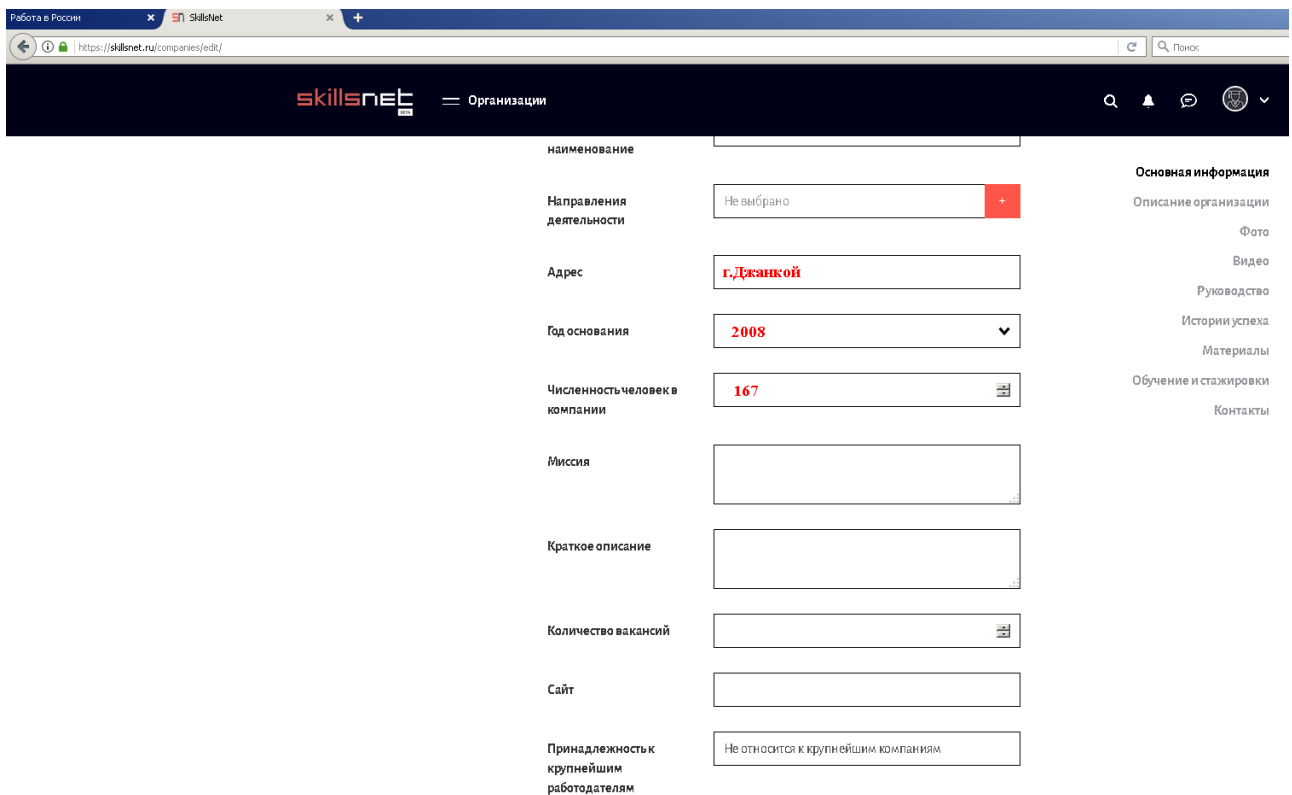 Работа в России
SkillsNet
https://skillsnet.ru/companies/edit/
Поиск
skillsnet
BETA
Организации
наименование
Основная информация
Направления деятельности
Не выбрано
+
Описание организации
Фото
Адрес
г.Джанкой
Видео
Руководство
Год основания
2008
Истории успеха
Материалы
Численность человек в
компании
167
Обучение и стажировки
Контакты
Миссия
Краткое описание
Количество вакансий
Сайт
Принадлежность к
крупнейшим
работодателям
Не относится к крупнейшим компаниям